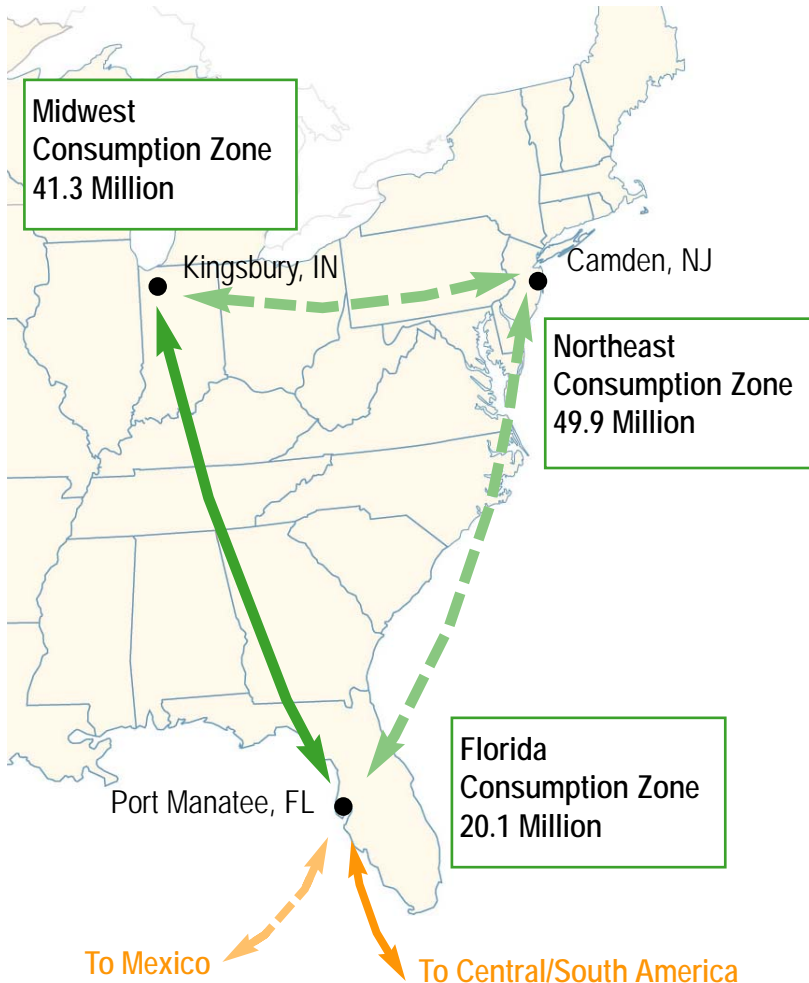 Midwest
Consumption Zone
41.3 Million
Kingsbury, IN
Camden, NJ
Northeast
Consumption Zone
49.9 Million
Florida
Consumption Zone
20.1 Million
Port Manatee, FL
To Mexico
To Central/South America